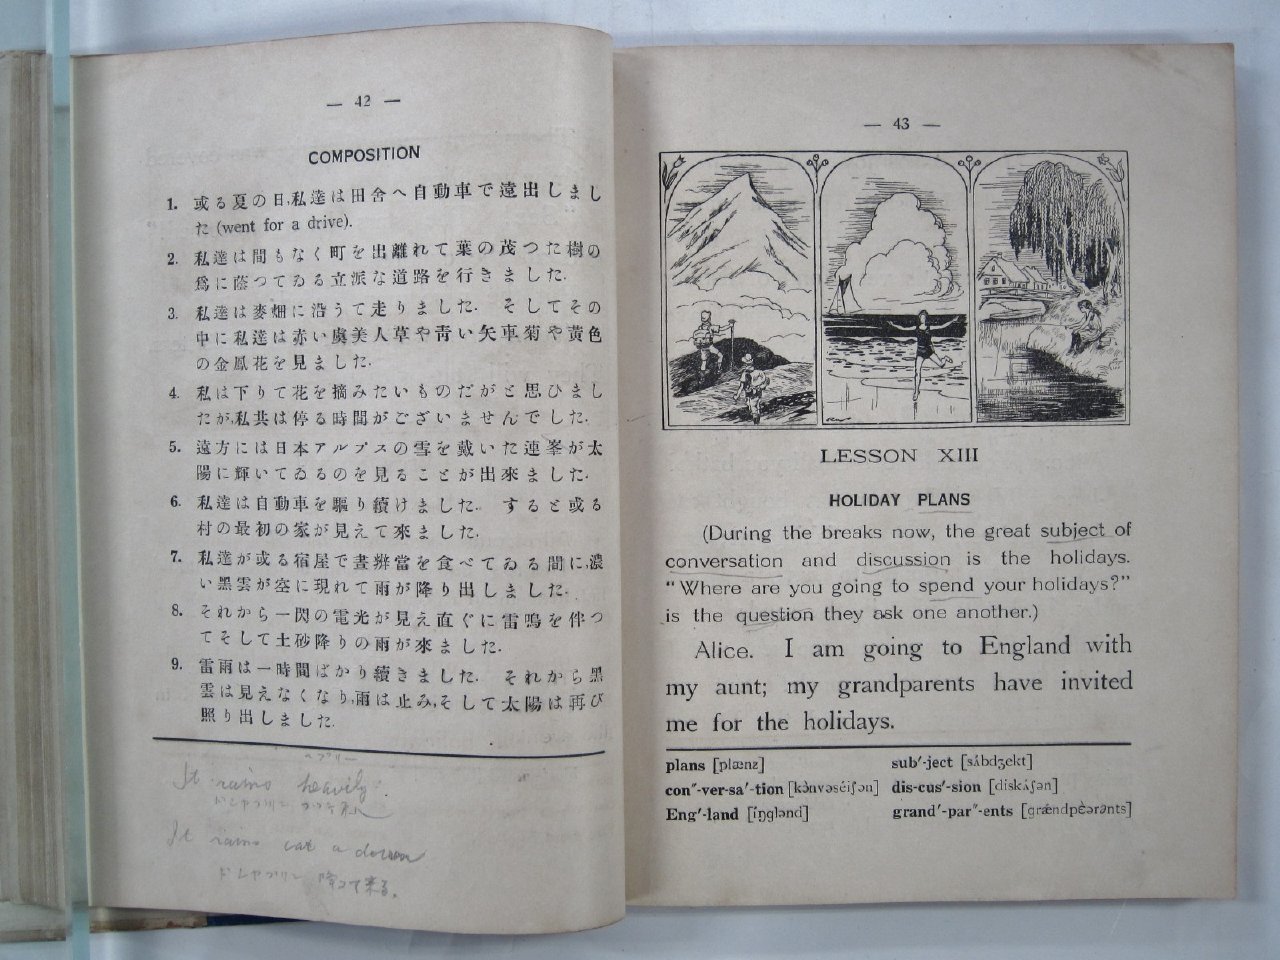 — 42 —
COMPOSITION
1. 或る夏の日、私達は田舍へ自動車で遠出しまし
た (went for a drive).
2. 私達は間もなく町を出離れて葉の茂つた樹の
爲に蔭つてゐる立派な道路を行きました.
3. 私達は麥畑に沿うて走りました. そしてその
中に私達は赤い虞美人草や靑い矢車菊や黃色
の金鳳花を見ました.
4. 私は下りて花を摘みたいものだがと思ひまし
たが、私共は停る時間がございませんでした.
5. 遠方には日本アルプスの雪を戴いた連峯が太
陽に輝いてゐるのを見ることが出來ました.
6. 私達は自動車を驅り續けました. すると或る
村の最初の家が見えて來ました.
7. 私達が或る宿屋で晝辨當を食べてゐる間に、濃
い黑雲が空に現れて雨が降り出しました.
8. それから一閃の電光が見え直ぐに雷鳴を伴つ
てそして土砂降りの雨が來ました.
9. 雷雨は一時間ばかり續きました. それから黑
雲は見えなくなり、雨は止み、そして太陽は再び
照り出しました.
It rains heavily.
It rains cat a
降つて来る。
— 43 —
LESSON XIII
HOLIDAY PLANS
(During the breaks now, the great subject of
conversation and discussion is the holidays.
"Where are you going to spend your holidays?"
is the question they ask one another.)
Alice. I am going to England with
my aunt; my grandparents have invited
me for the holidays.
plans [plænz] sub′-ject [sʌ́bdʒekt]
con″-ver-sa′-tion [kɔ̀nvəséiʃən] dis-cus′-sion [diskʌ́ʃən]
Eng′-land [íŋglənd] grand′-par″-ents [grǽndpɛ̀ərənts]